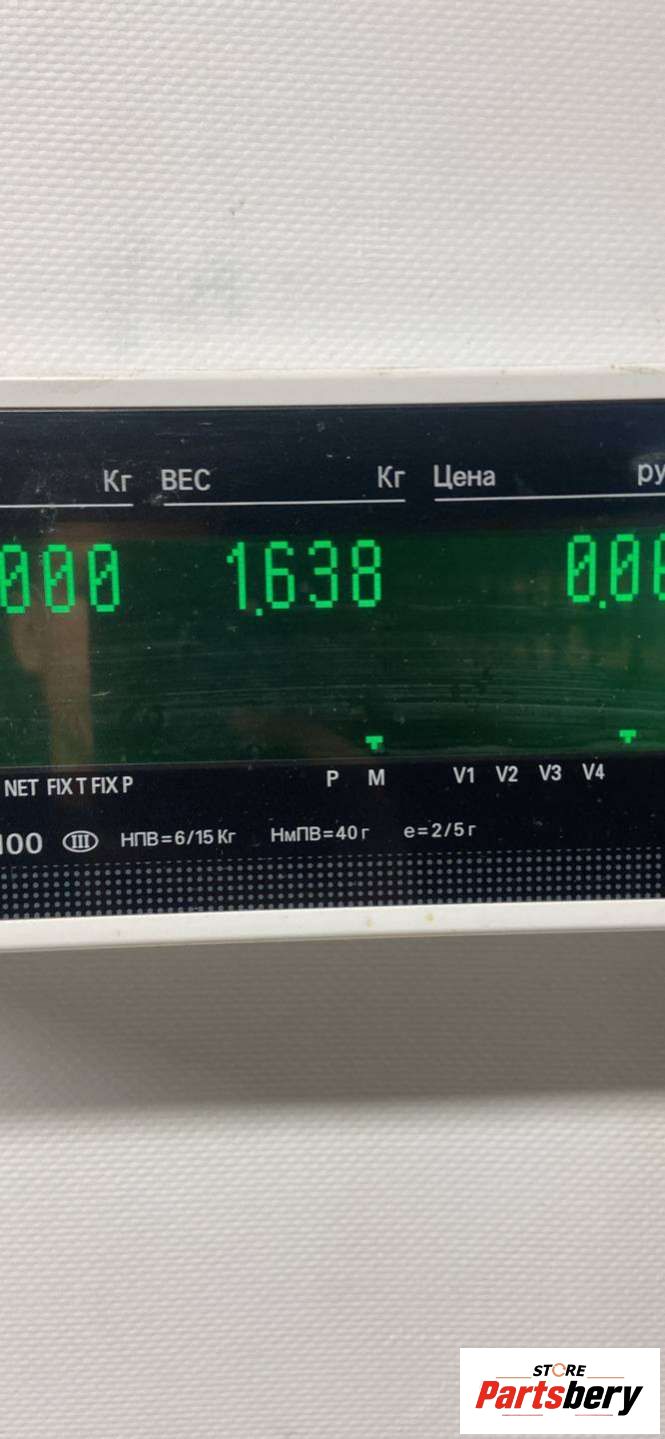 Кг ВЕС Кг Цена ру
000 1.638 0.00
NET FIX T FIX P P M V1 V2 V3 V4
100 III НПВ=6/15 Кг НмПВ=40 г е=2/5 г
STORE
Partsbery